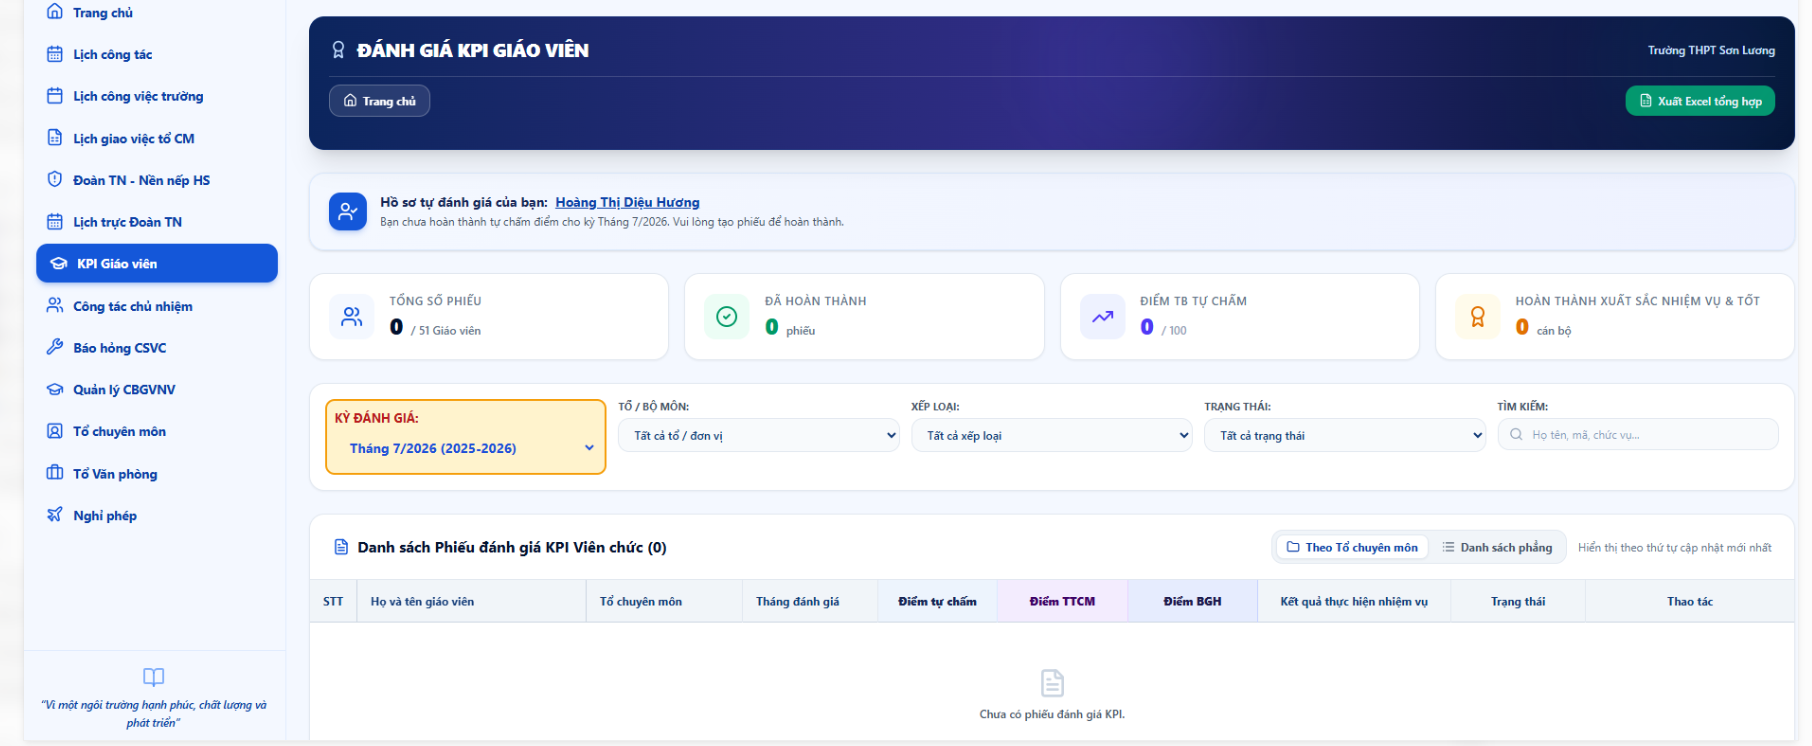 Trang chủ
Lịch công tác
Lịch công việc trường
Lịch giao việc tổ CM
Đoàn TN - Nền nếp HS
Lịch trực Đoàn TN
KPI Giáo viên
Công tác chủ nhiệm
Báo hỏng CSVC
Quản lý CBGVNV
Tổ chuyên môn
Tổ Văn phòng
Nghỉ phép
"Vì một ngôi trường hạnh phúc, chất lượng và
phát triển"
ĐÁNH GIÁ KPI GIÁO VIÊN
Trường THPT Sơn Lương
Trang chủ
Xuất Excel tổng hợp
Hồ sơ tự đánh giá của bạn: Hoàng Thị Diệu Hương
Bạn chưa hoàn thành tự chấm điểm cho kỳ Tháng 7/2026. Vui lòng tạo phiếu để hoàn thành.
TỔNG SỐ PHIẾU
0 / 51 Giáo viên
ĐÃ HOÀN THÀNH
0 phiếu
ĐIỂM TB TỰ CHẤM
0 / 100
HOÀN THÀNH XUẤT SẮC NHIỆM VỤ & TỐT
0 cán bộ
KỲ ĐÁNH GIÁ:
Tháng 7/2026 (2025-2026)
TỔ / BỘ MÔN:
Tất cả tổ / đơn vị
XẾP LOẠI:
Tất cả xếp loại
TRẠNG THÁI:
Tất cả trạng thái
TÌM KIẾM:
Họ tên, mã, chức vụ...
Danh sách Phiếu đánh giá KPI Viên chức (0)
Theo Tổ chuyên môn
Danh sách phẳng
Hiển thị theo thứ tự cập nhật mới nhất
STT Họ và tên giáo viên Tổ chuyên môn Tháng đánh giá Điểm tự chấm Điểm TTCM Điểm BGH Kết quả thực hiện nhiệm vụ Trạng thái Thao tác
Chưa có phiếu đánh giá KPI.